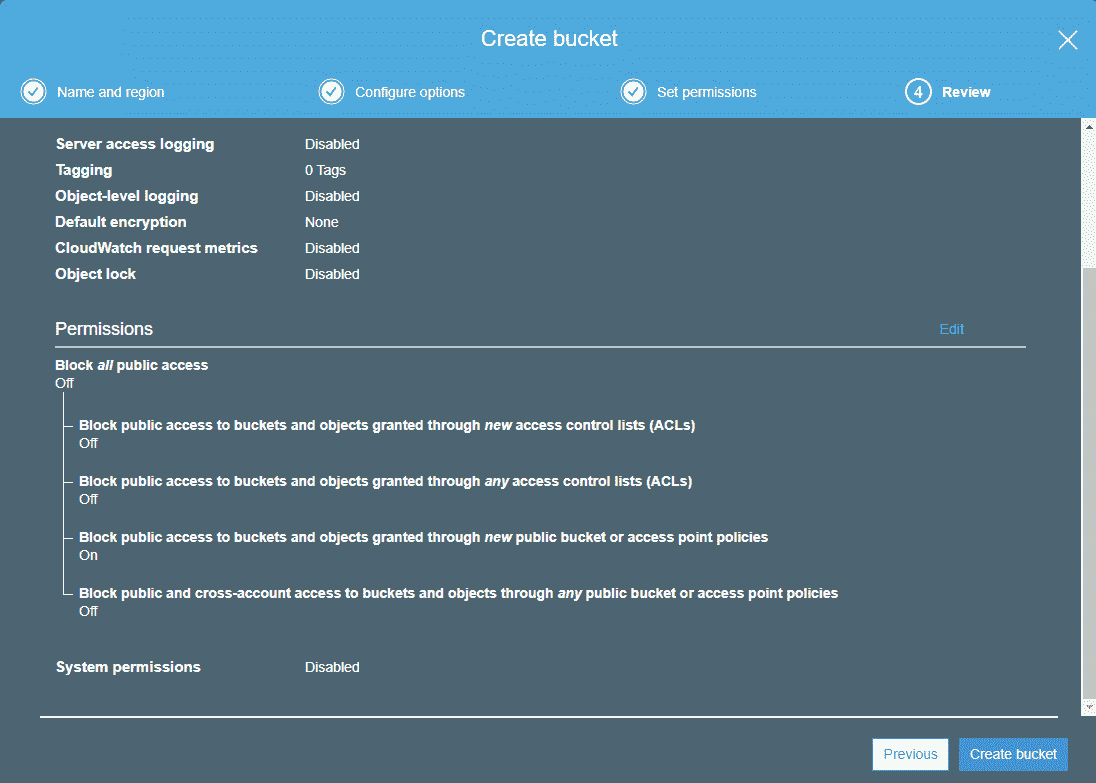 Create bucket
Name and region
Configure options
Set permissions
4 Review
Server access logging Disabled
Tagging 0 Tags
Object-level logging Disabled
Default encryption None
CloudWatch request metrics Disabled
Object lock Disabled
Permissions Edit
Block all public access
Off
Block public access to buckets and objects granted through new access control lists (ACLs)
Off
Block public access to buckets and objects granted through any access control lists (ACLs)
Off
Block public access to buckets and objects granted through new public bucket or access point policies
On
Block public and cross-account access to buckets and objects through any public bucket or access point policies
Off
System permissions Disabled
Previous Create bucket